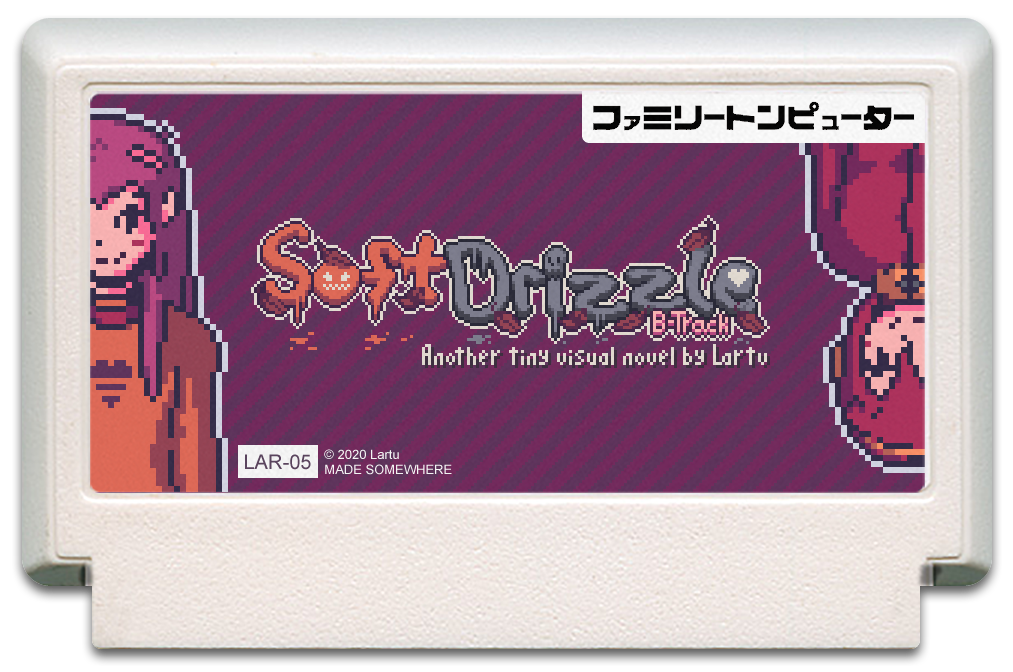 ファミリートンピューター
Soft Drizzle
B-Track
Another tiny visual novel by Lartu
LAR-05
© 2020 Lartu
MADE SOMEWHERE